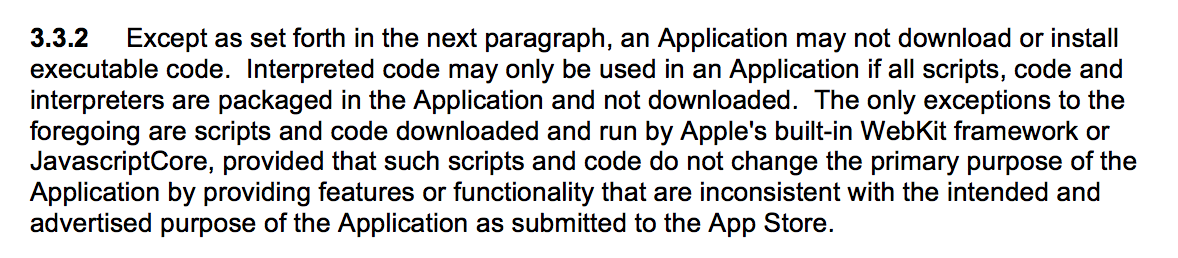 3.3.2 Except as set forth in the next paragraph, an Application may not download or install
executable code. Interpreted code may only be used in an Application if all scripts, code and
interpreters are packaged in the Application and not downloaded. The only exceptions to the
foregoing are scripts and code downloaded and run by Apple's built-in WebKit framework or
JavascriptCore, provided that such scripts and code do not change the primary purpose of the
Application by providing features or functionality that are inconsistent with the intended and
advertised purpose of the Application as submitted to the App Store.